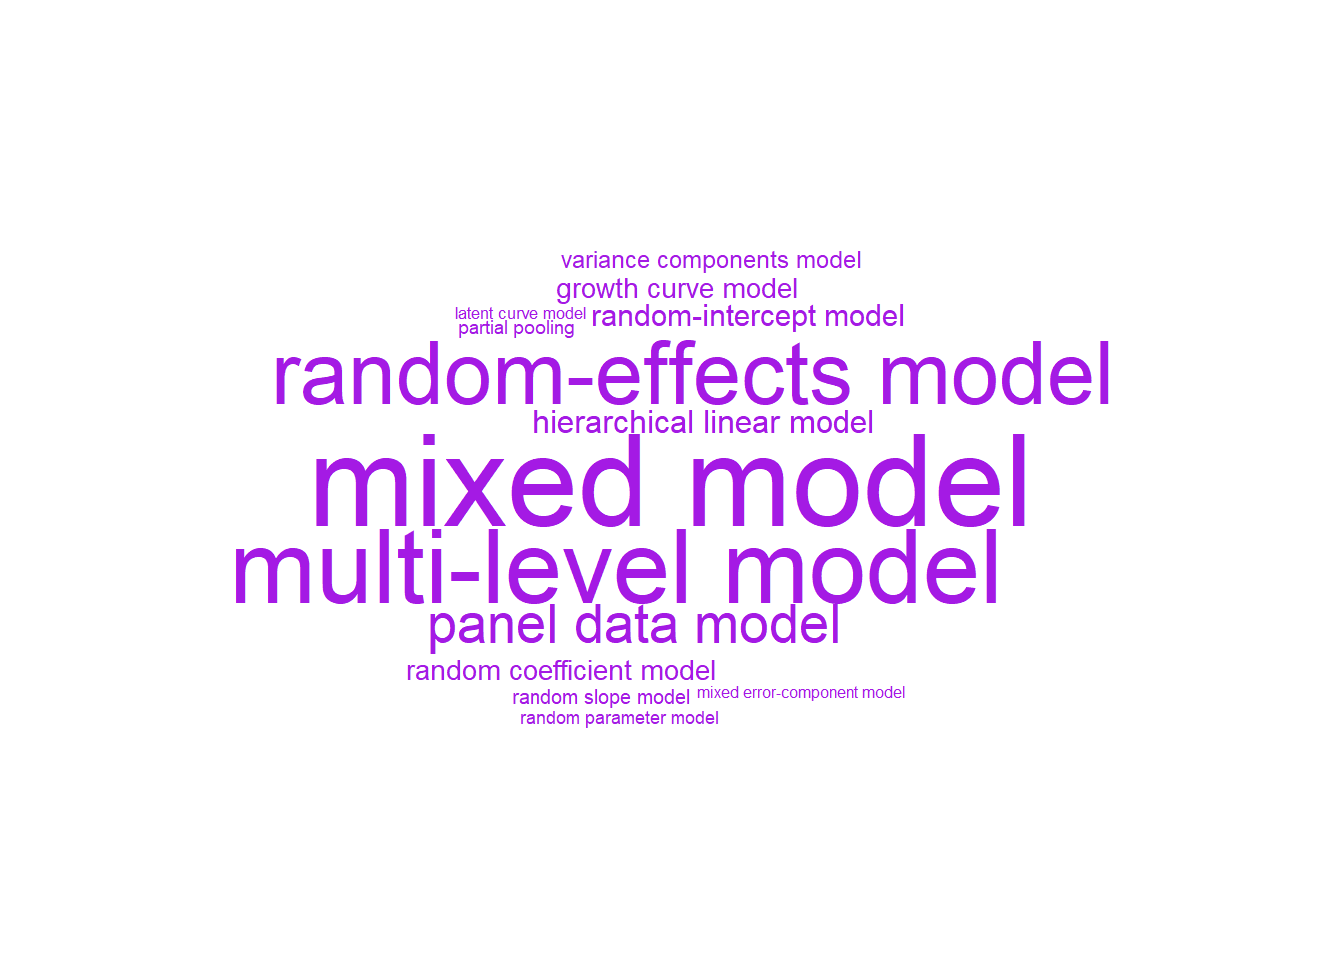 variance components model
growth curve model
latent curve model
random-intercept model
partial pooling
random-effects model
hierarchical linear model
mixed model
multi-level model
panel data model
random coefficient model
random slope model
mixed error-component model
random parameter model